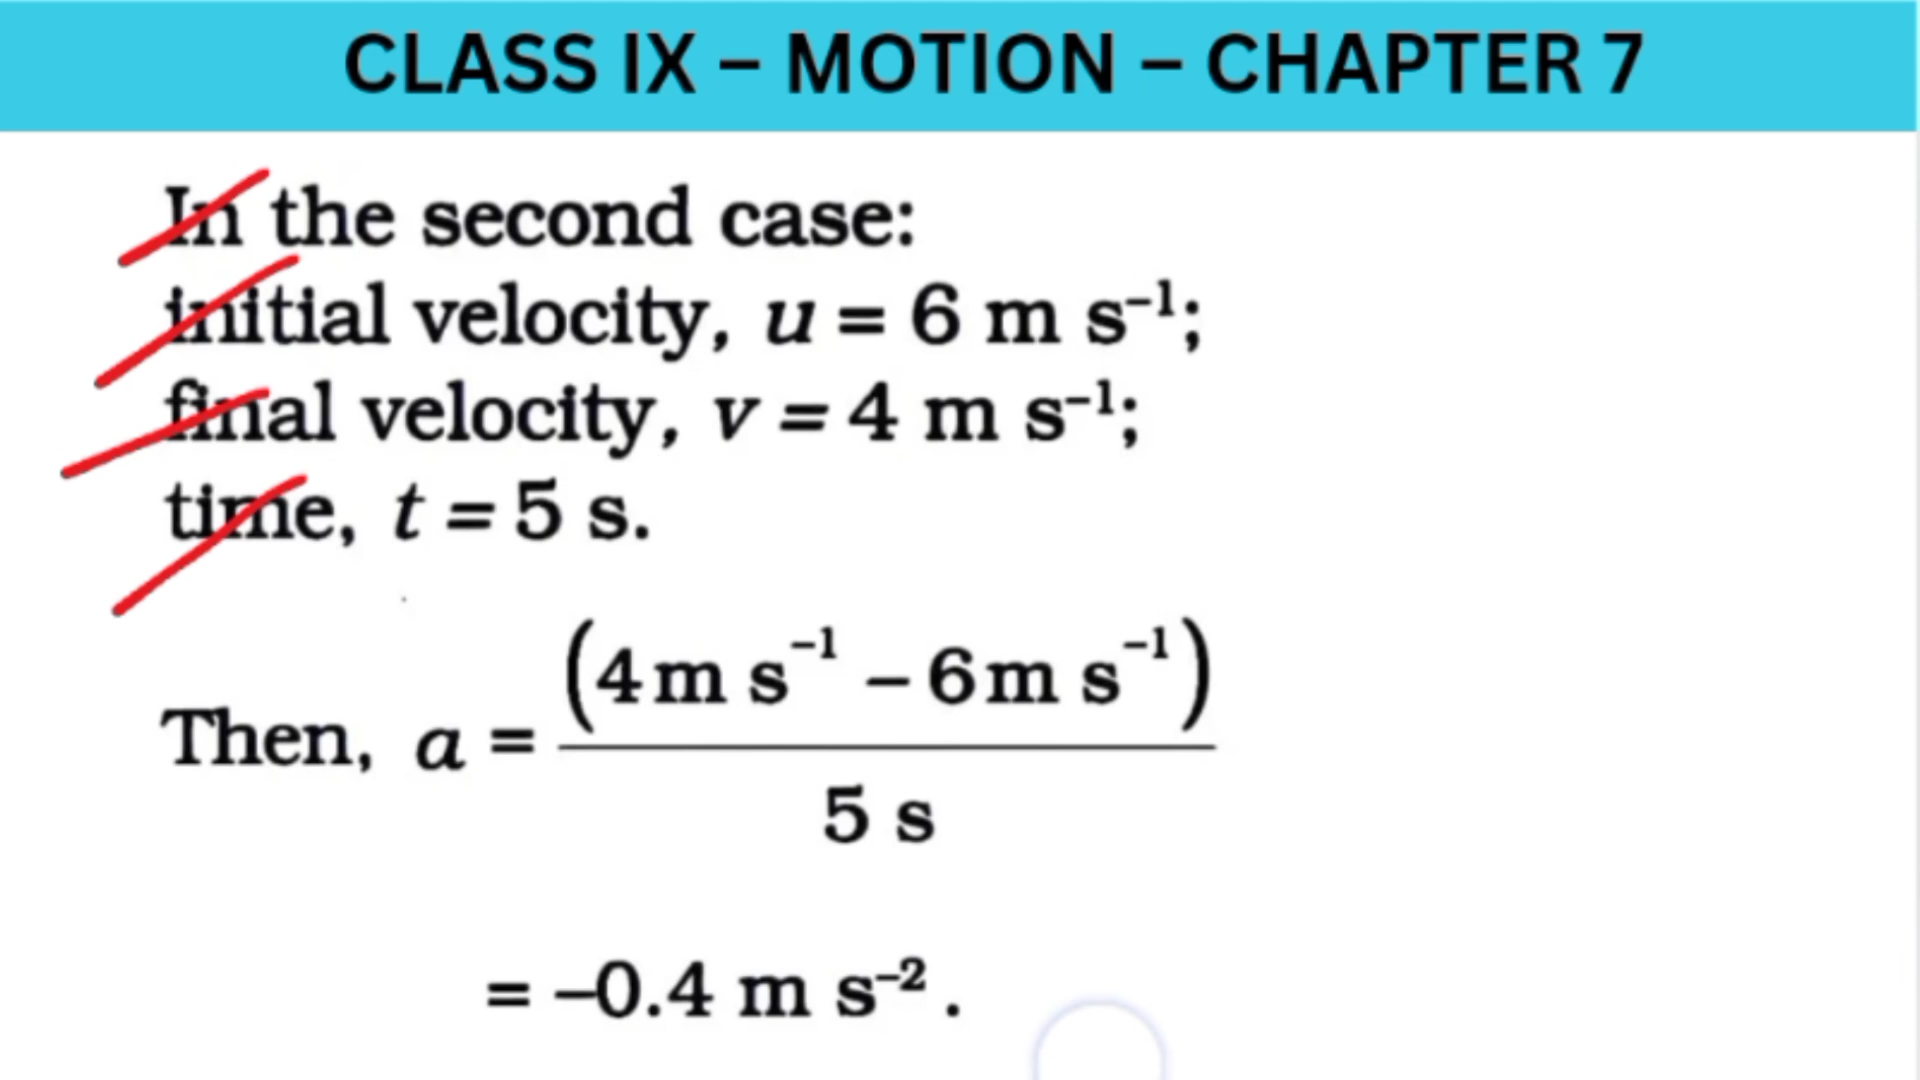 CLASS IX – MOTION – CHAPTER 7
In the second case:
initial velocity, u = 6 m s⁻¹;
final velocity, v = 4 m s⁻¹;
time, t = 5 s.
Then, a = (4 m s⁻¹ – 6 m s⁻¹)
5 s
= –0.4 m s⁻² .